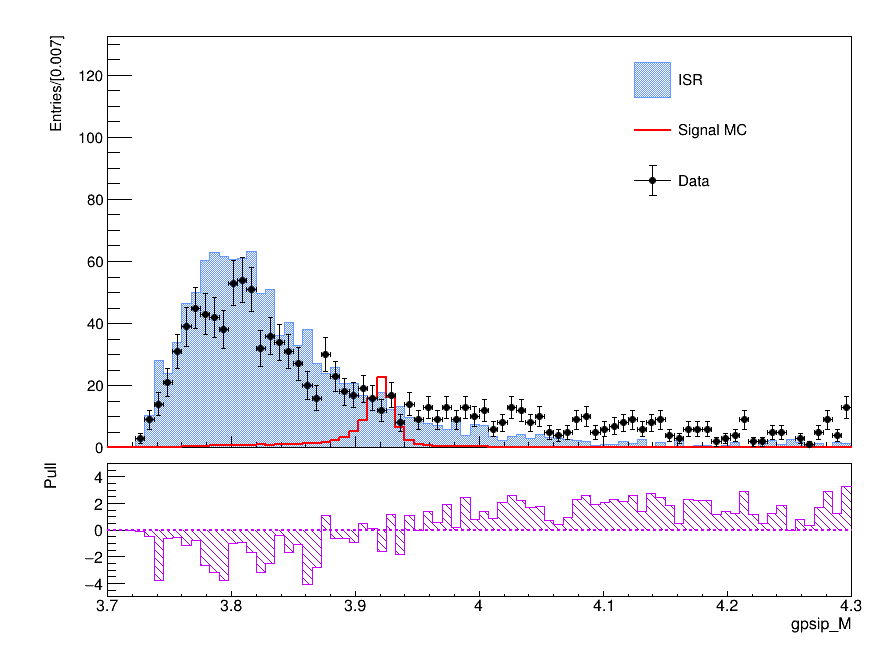 Entries/[0.007]
120
100
80
60
40
20
0
ISR
Signal MC
Data
Pull
4
2
0
−2
−4
3.7 3.8 3.9 4 4.1 4.2 4.3
gpsip_M